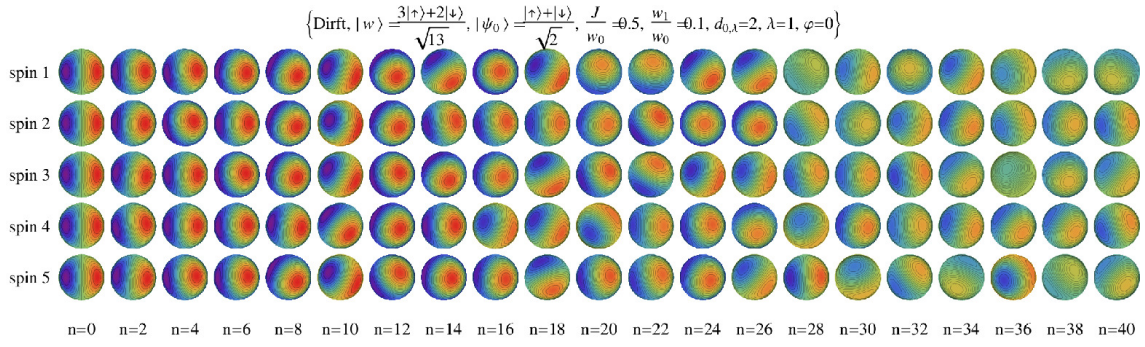 {Dirft, |w⟩=3|↑⟩+2|↓⟩/√13, |ψ0⟩=|↑⟩+|↓⟩/√2, J/w0=0.5, w1/w0=0.1, d0,λ=2, λ=1, φ=0}
spin 1
spin 2
spin 3
spin 4
spin 5
n=0 n=2 n=4 n=6 n=8 n=10 n=12 n=14 n=16 n=18 n=20 n=22 n=24 n=26 n=28 n=30 n=32 n=34 n=36 n=38 n=40